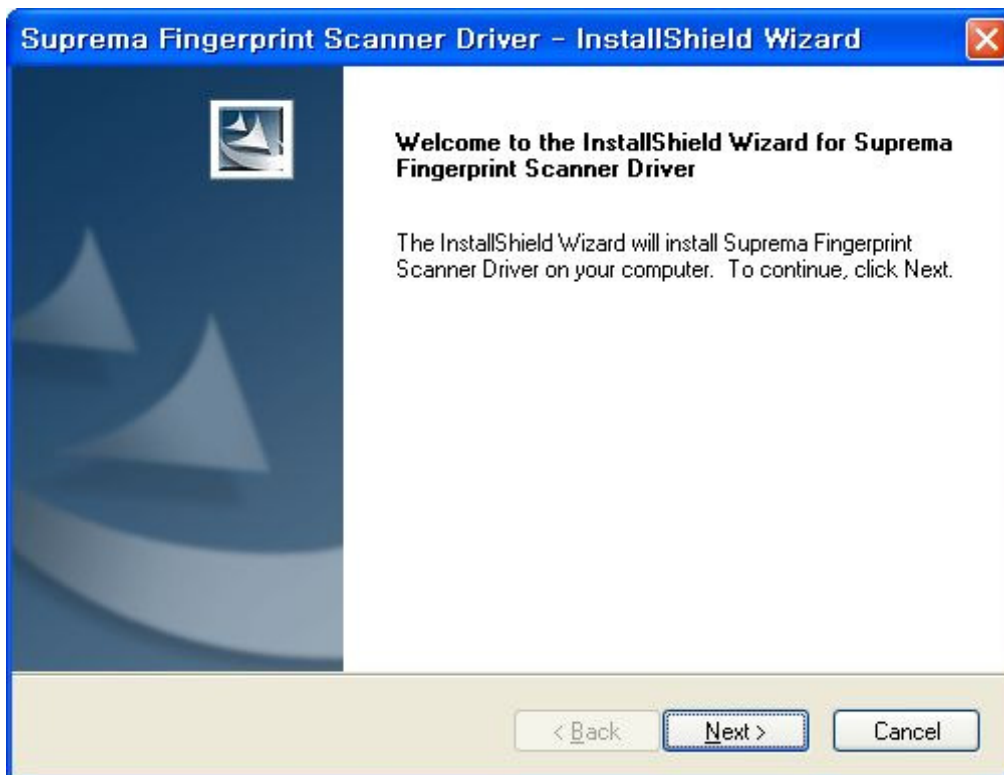 Suprema Fingerprint Scanner Driver - InstallShield Wizard
Welcome to the InstallShield Wizard for Suprema
Fingerprint Scanner Driver
The InstallShield Wizard will install Suprema Fingerprint
Scanner Driver on your computer.  To continue, click Next.
< Back
Next >
Cancel